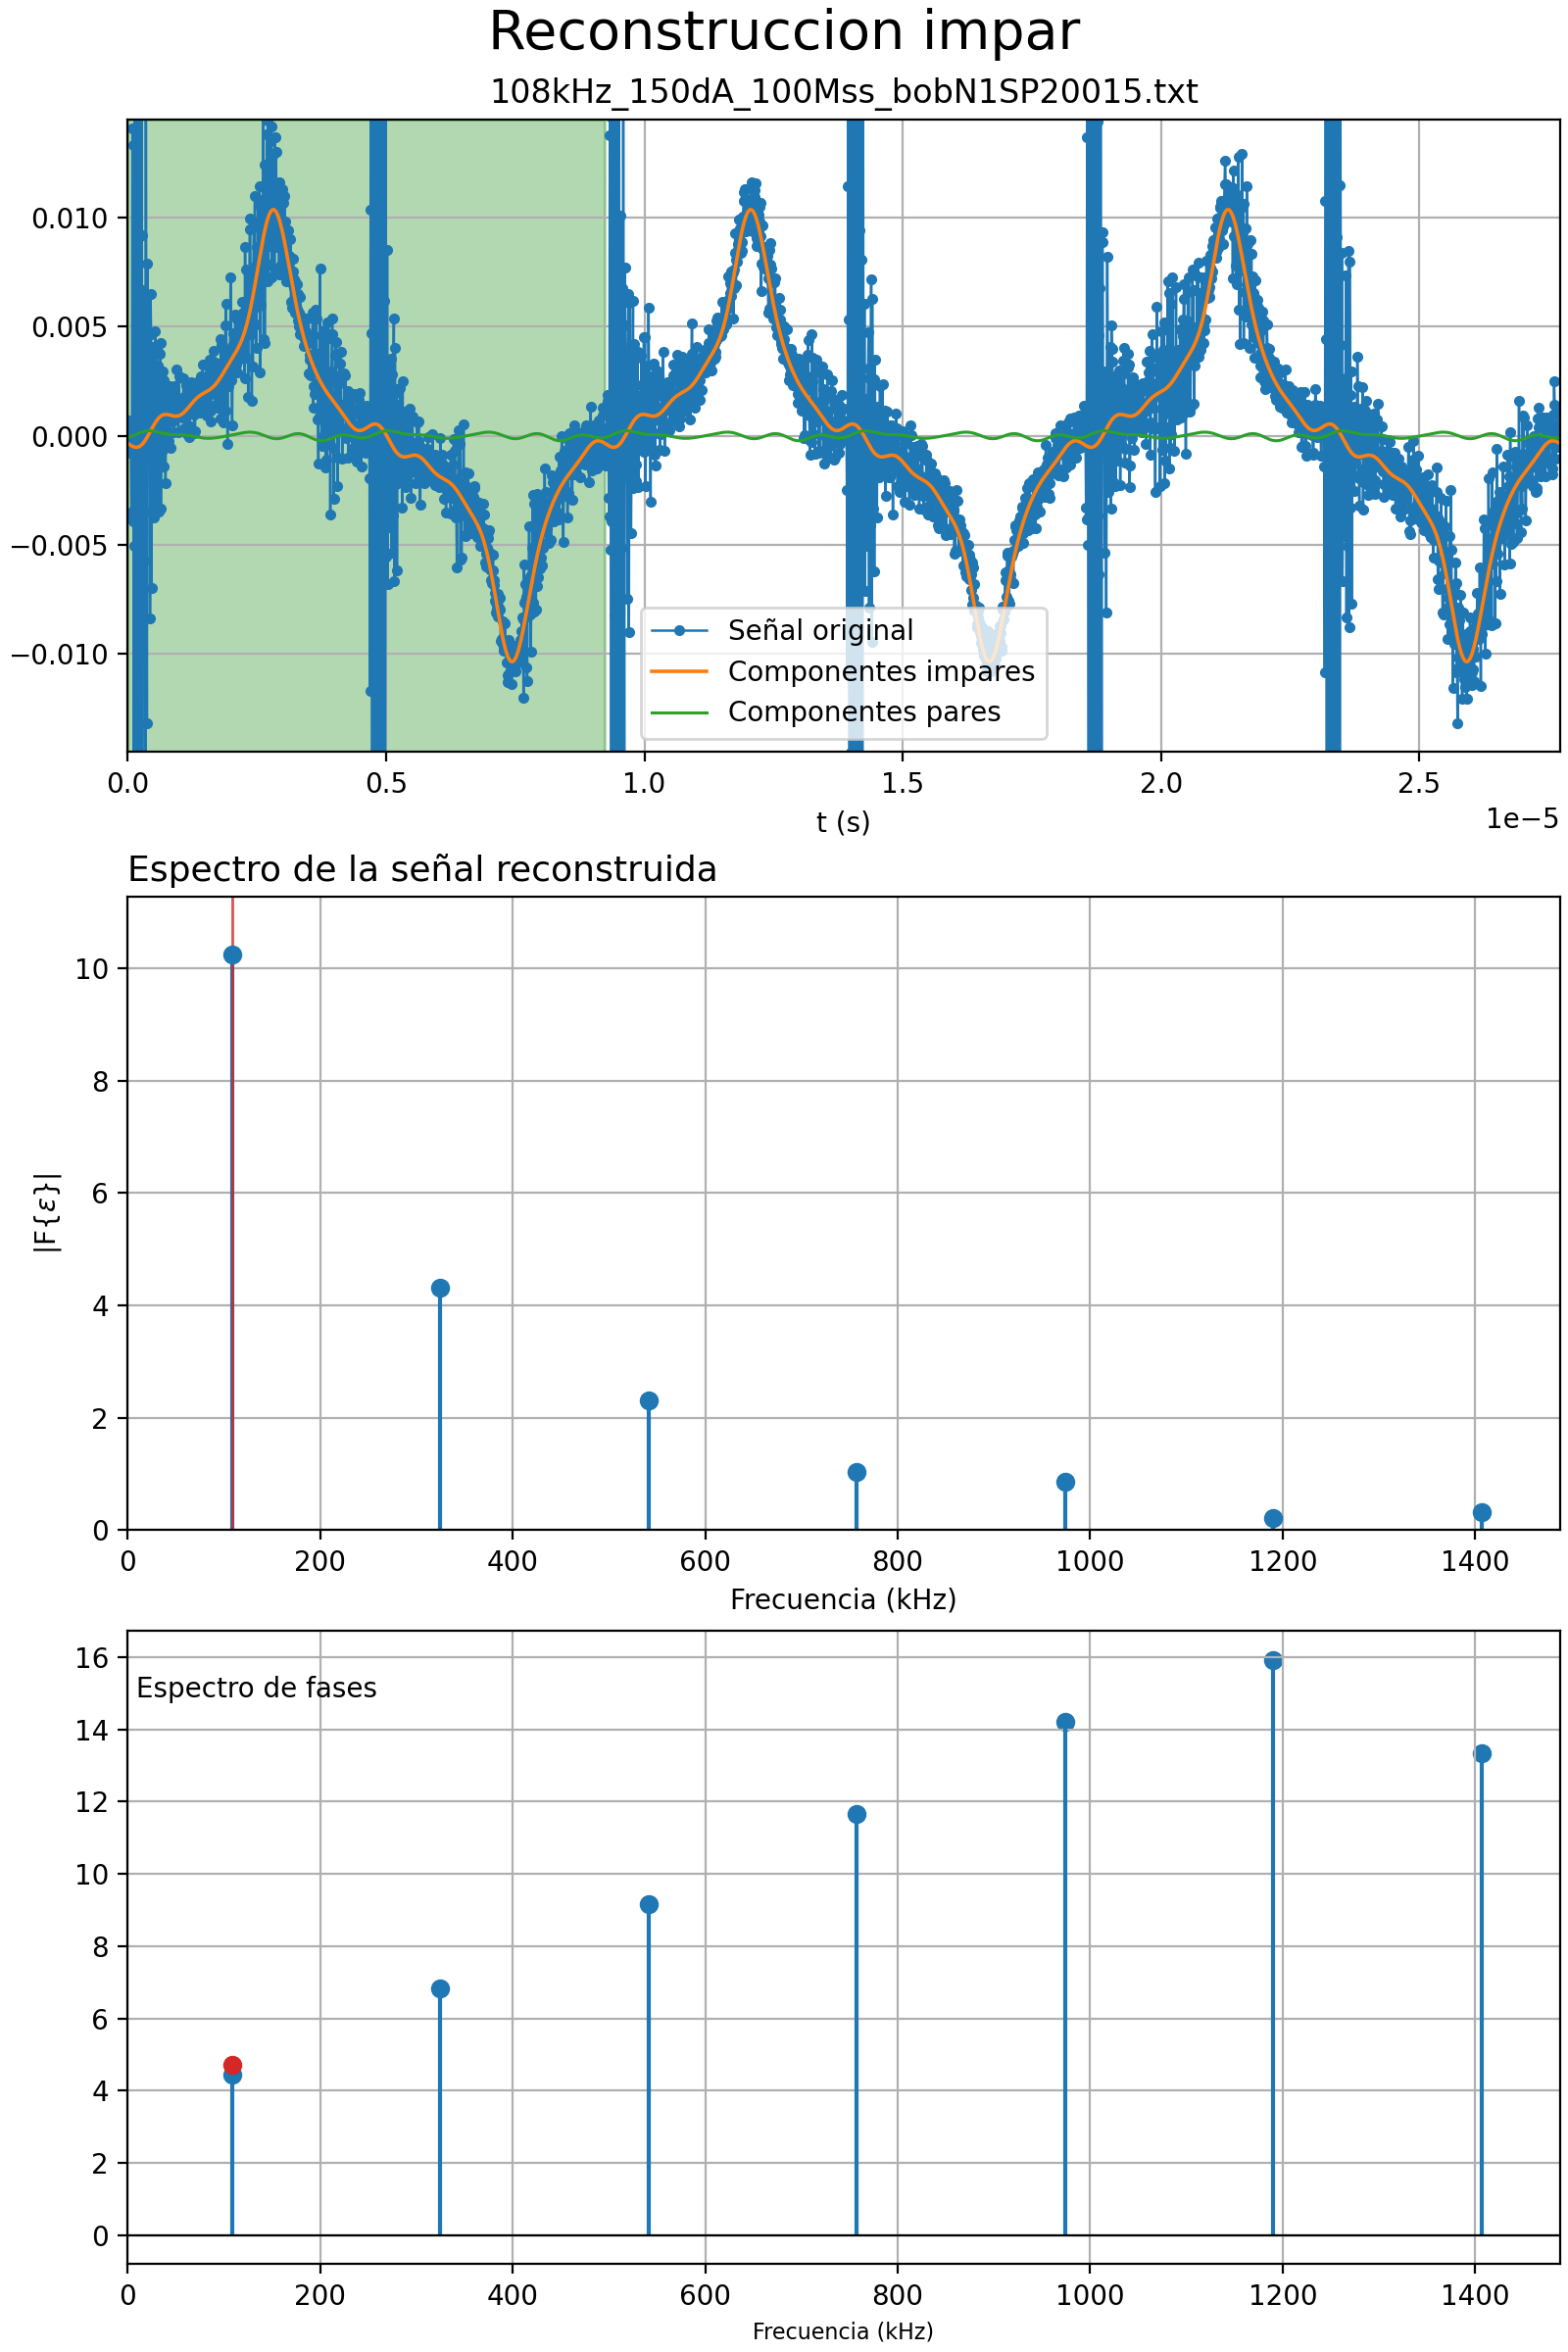 Reconstruccion impar
108kHz_150dA_100Mss_bobN1SP20015.txt
0.010
0.005
0.000
−0.005
−0.010
Señal original
Componentes impares
Componentes pares
0.0 0.5 1.0 1.5 2.0 2.5
1e−5
t (s)
Espectro de la señal reconstruida
10
8
6
4
2
0
|F{ε}|
0 200 400 600 800 1000 1200 1400
Frecuencia (kHz)
16
Espectro de fases
14
12
10
8
6
4
2
0
0 200 400 600 800 1000 1200 1400
Frecuencia (kHz)